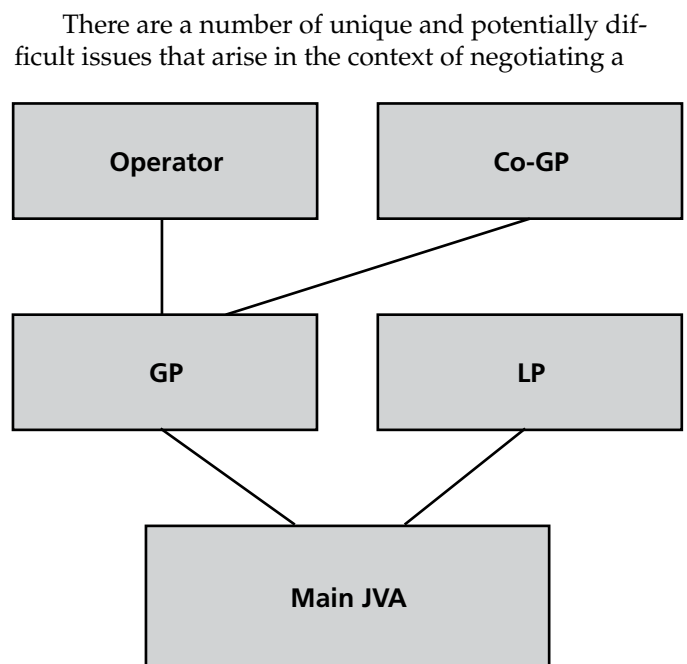 There are a number of unique and potentially dif-
ficult issues that arise in the context of negotiating a
Operator
Co-GP
GP
LP
Main JVA